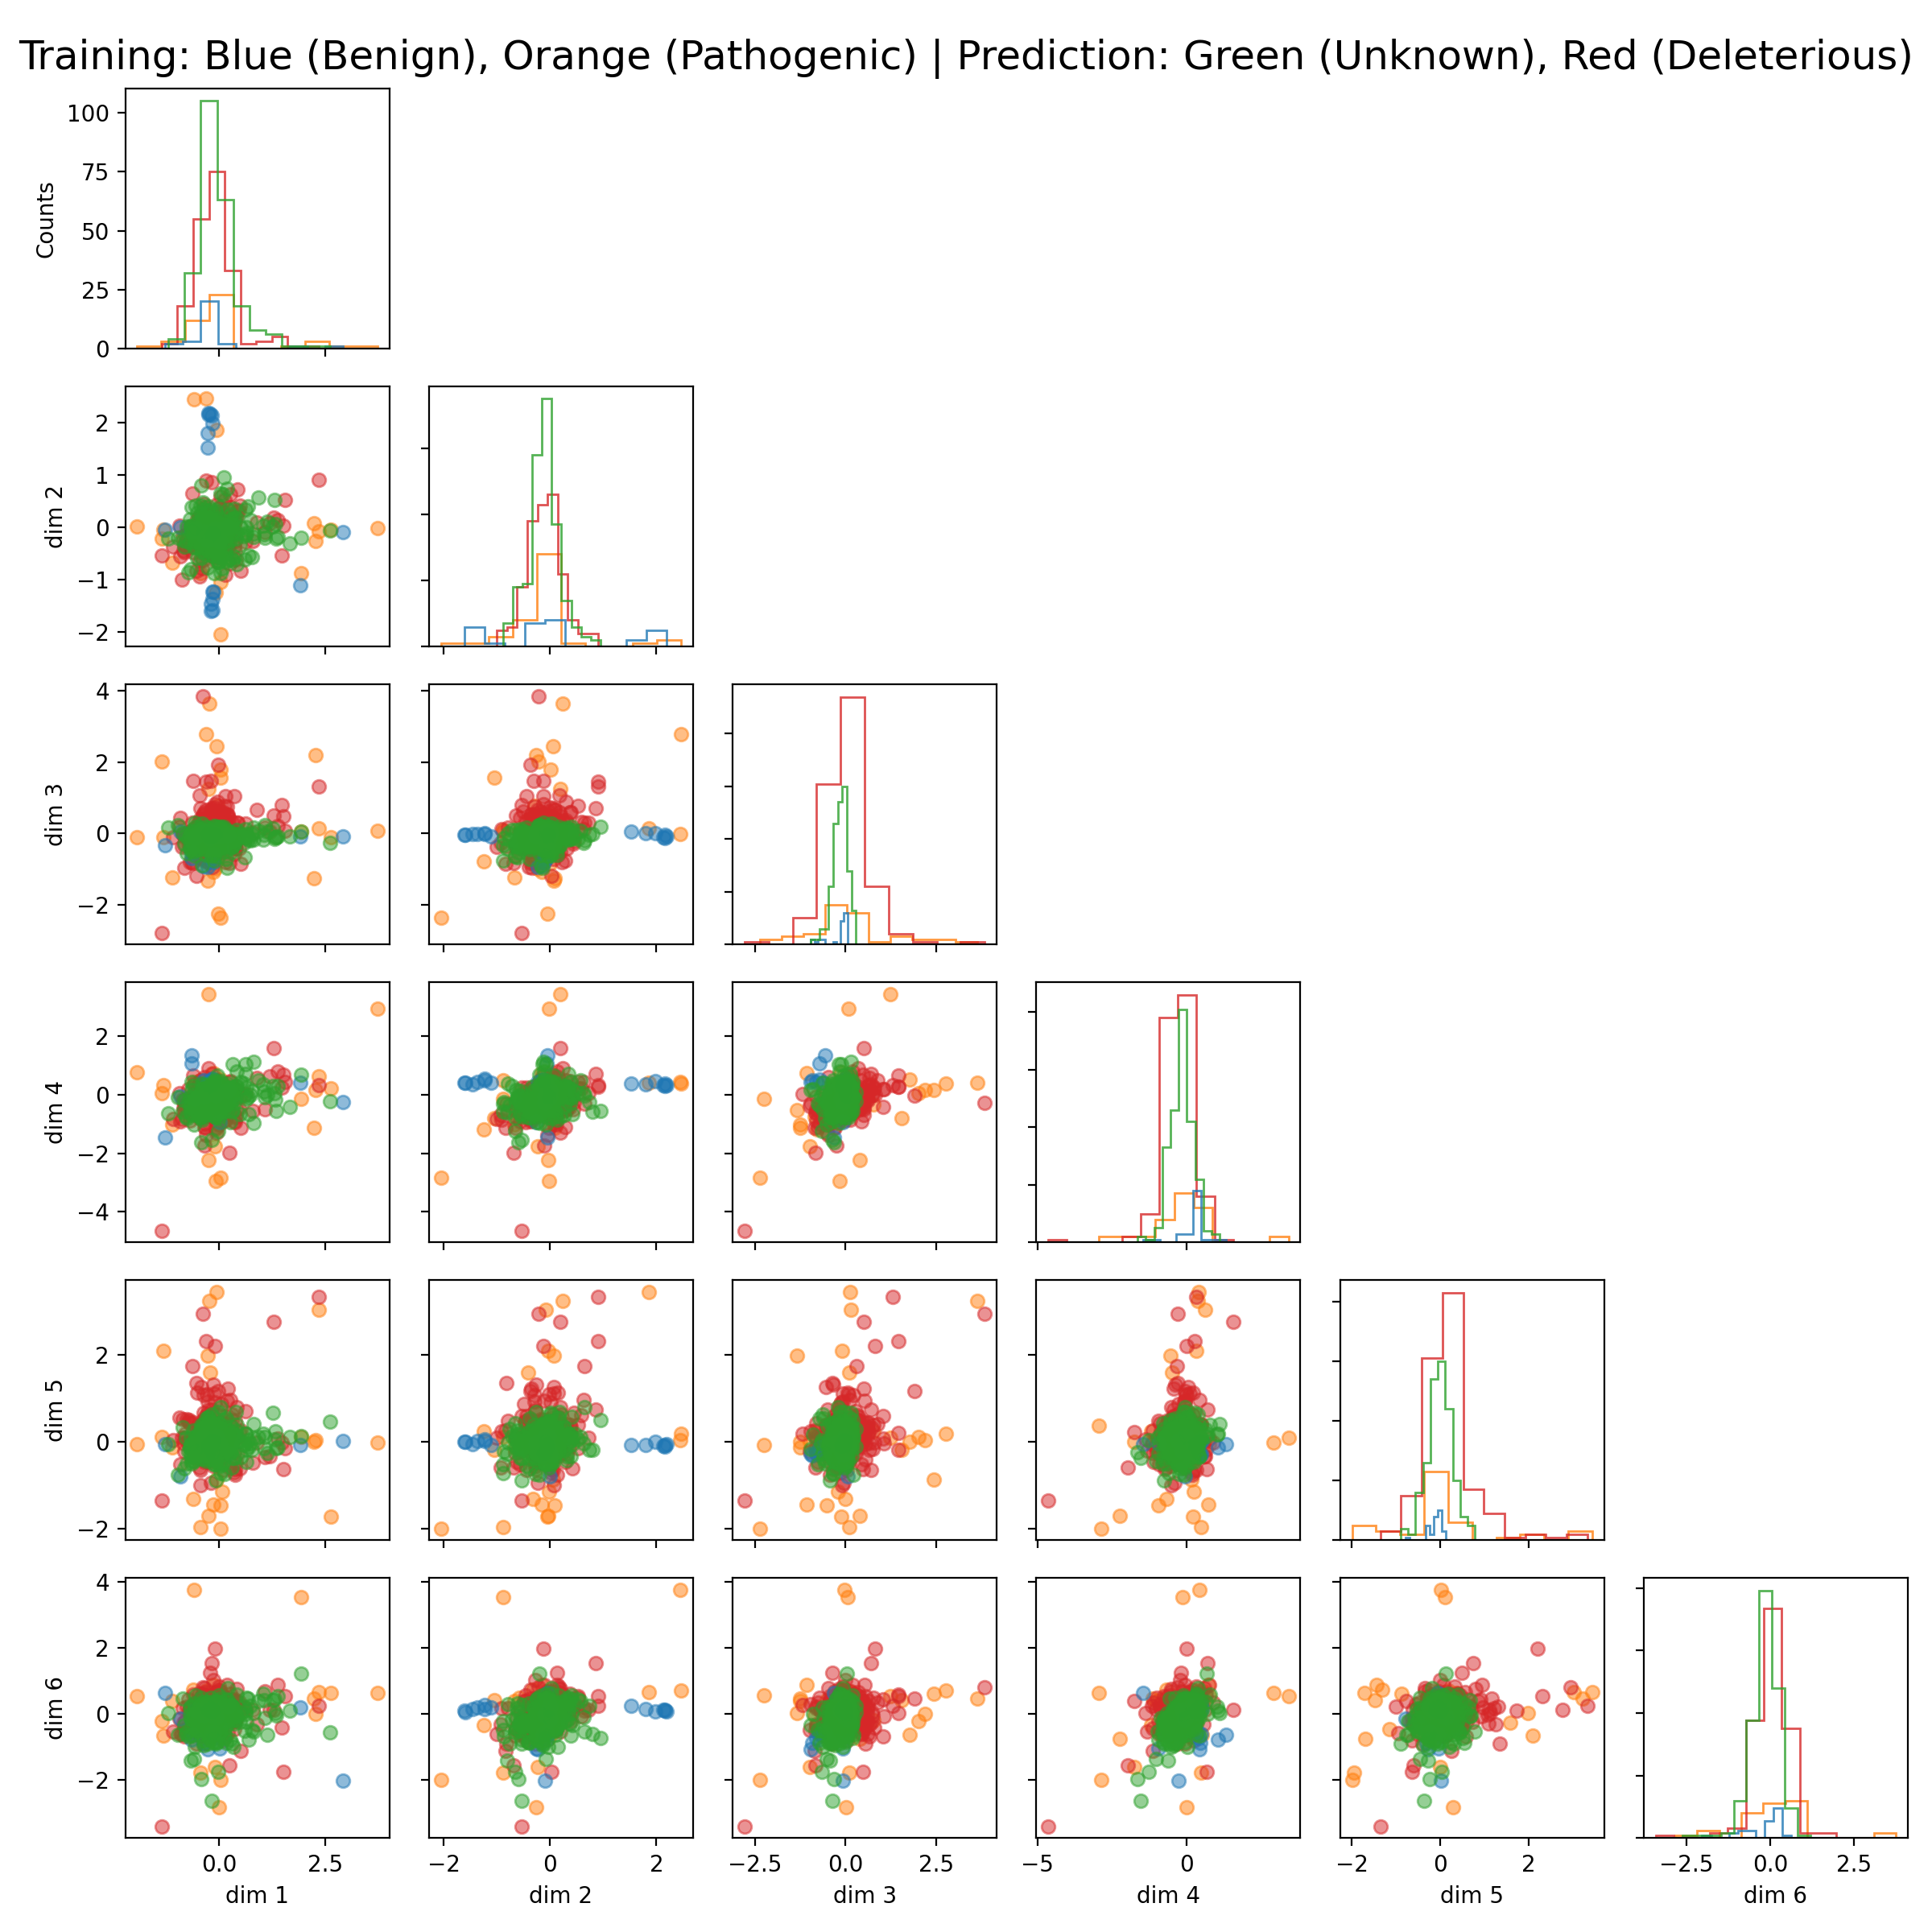 Training: Blue (Benign), Orange (Pathogenic) | Prediction: Green (Unknown), Red (Deleterious)
100
75
50
25
0
Counts
2
1
0
−1
−2
dim 2
4
2
0
−2
dim 3
2
0
−2
−4
dim 4
2
0
−2
dim 5
4
2
0
−2
dim 6
0.0 2.5
−2 0 2
−2.5 0.0 2.5
−5 0
−2 0 2
−2.5 0.0 2.5
dim 1 dim 2 dim 3 dim 4 dim 5 dim 6